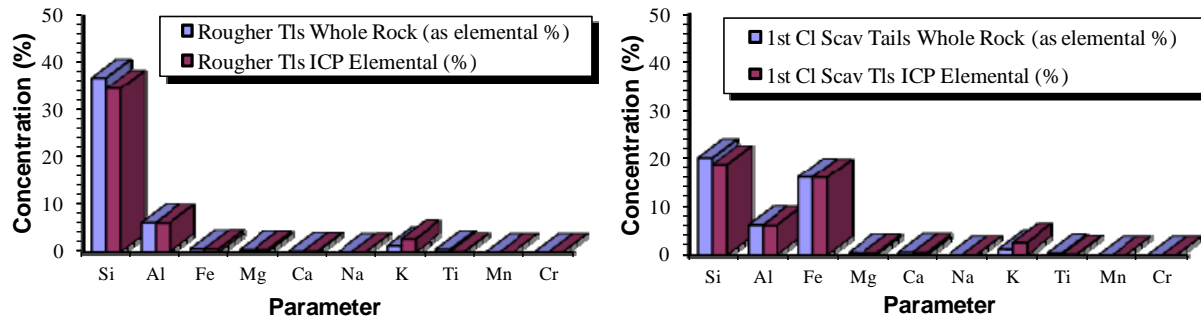 50
40
30
20
10
0
Concentration (%)
Rougher Tls Whole Rock (as elemental %)
Rougher Tls ICP Elemental (%)
Si Al Fe Mg Ca Na K Ti Mn Cr
Parameter
50
40
30
20
10
0
Concentration (%)
1st Cl Scav Tails Whole Rock (as elemental %)
1st Cl Scav Tls ICP Elemental (%)
Si Al Fe Mg Ca Na K Ti Mn Cr
Parameter